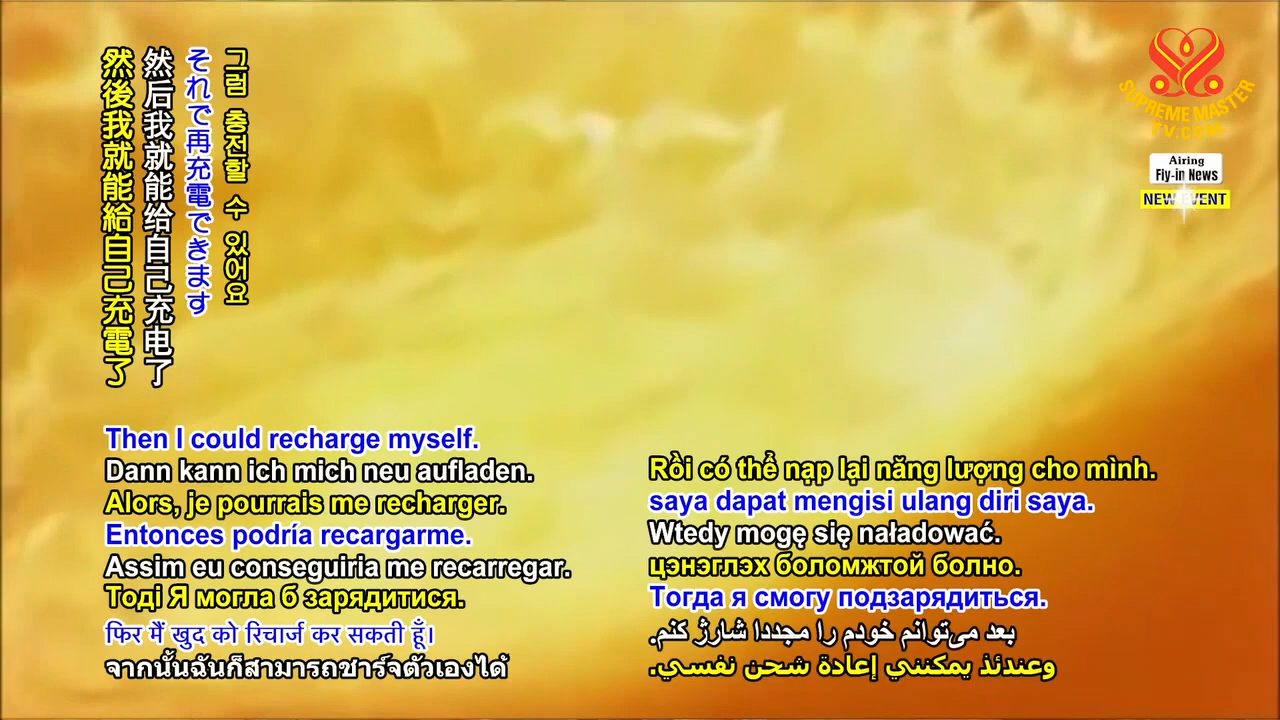 그럼 충전할 수 있어요
それで再充電できます
然后我就能给自己充电了
然後我就能給自己充電了
SUPREME MASTER
TV.COM
Airing
Fly-in News
NEW EVENT
Then I could recharge myself.
Dann kann ich mich neu aufladen.
Alors, je pourrais me recharger.
Entonces podría recargarme.
Assim eu conseguiria me recarregar.
Тоді Я могла б зарядитися.
फिर मैं खुद को रिचार्ज कर सकती हूँ।
จากนั้นฉันก็สามารถชาร์จตัวเองได้
Rồi có thể nạp lại năng lượng cho mình.
saya dapat mengisi ulang diri saya.
Wtedy mogę się naładować.
цэнэглэх боломжтой болно.
Тогда я смогу подзарядиться.
بعد می‌توانم خودم را مجددا شارژ کنم.
وعندئذ يمكنني إعادة شحن نفسي.